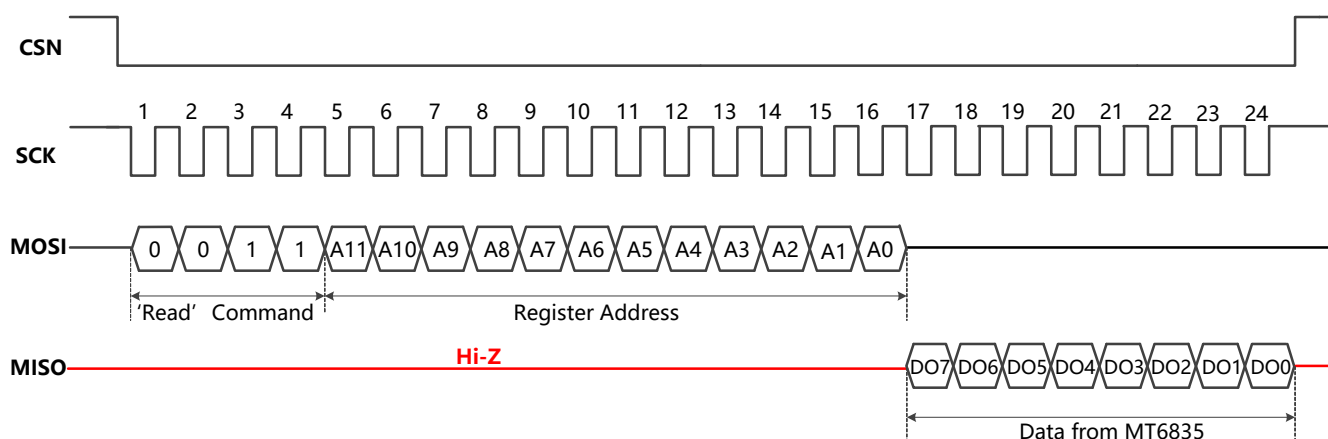 CSN
1 2 3 4 5 6 7 8 9 10 11 12 13 14 15 16 17 18 19 20 21 22 23 24
SCK
MOSI 0 0 1 1 A11 A10 A9 A8 A7 A6 A5 A4 A3 A2 A1 A0
‘Read’ Command Register Address
Hi-Z
MISO DO7 DO6 DO5 DO4 DO3 DO2 DO1 DO0
Data from MT6835